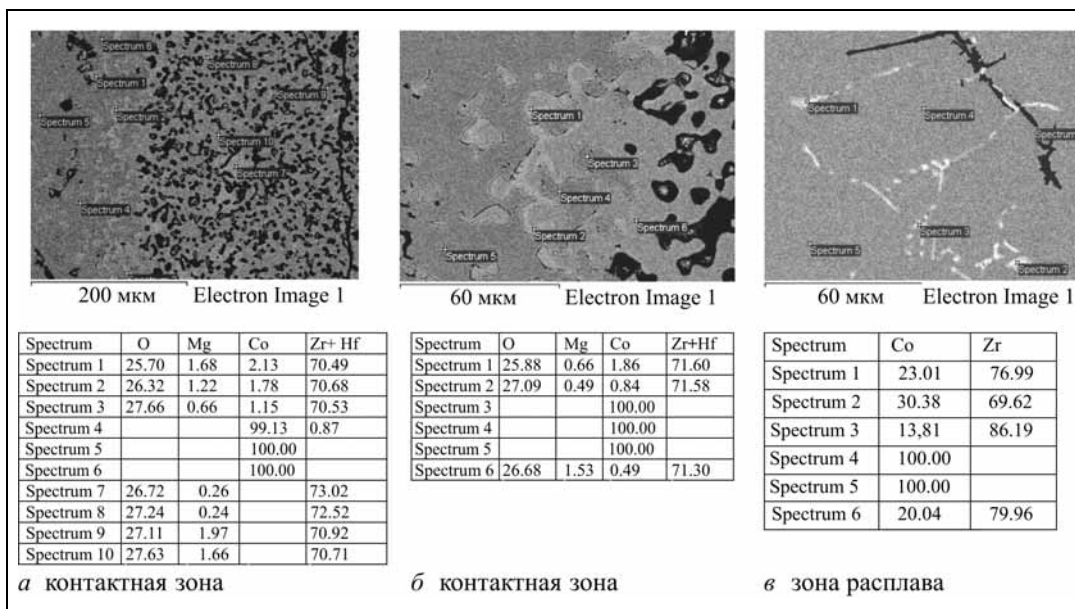 Spectrum 6
Spectrum 8
Spectrum 1
Spectrum 9
Spectrum 5
Spectrum 2
Spectrum 10
Spectrum 7
Spectrum 4
200 мкм Electron Image 1
Spectrum O Mg Co Zr+ Hf
Spectrum 1 25.70 1.68 2.13 70.49
Spectrum 2 26.32 1.22 1.78 70.68
Spectrum 3 27.66 0.66 1.15 70.53
Spectrum 4 99.13 0.87
Spectrum 5 100.00
Spectrum 6 100.00
Spectrum 7 26.72 0.26 73.02
Spectrum 8 27.24 0.24 72.52
Spectrum 9 27.11 1.97 70.92
Spectrum 10 27.63 1.66 70.71
а контактная зона
Spectrum 1
Spectrum 3
Spectrum 4
Spectrum 6
Spectrum 2
Spectrum 5
60 мкм Electron Image 1
Spectrum O Mg Co Zr+Hf
Spectrum 1 25.88 0.66 1.86 71.60
Spectrum 2 27.09 0.49 0.84 71.58
Spectrum 3 100.00
Spectrum 4 100.00
Spectrum 5 100.00
Spectrum 6 26.68 1.53 0.49 71.30
б контактная зона
Spectrum 1
Spectrum 4
Spectrum
Spectrum 3
Spectrum 5
Spectrum 2
60 мкм Electron Image 1
Spectrum Co Zr
Spectrum 1 23.01 76.99
Spectrum 2 30.38 69.62
Spectrum 3 13,81 86.19
Spectrum 4 100.00
Spectrum 5 100.00
Spectrum 6 20.04 79.96
в зона расплава